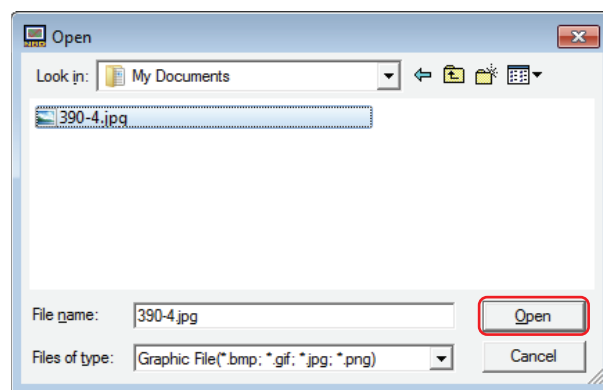 Open
Look in: My Documents
390-4.jpg
File name: 390-4.jpg Open
Files of type: Graphic File(*.bmp; *.gif; *.jpg; *.png) Cancel